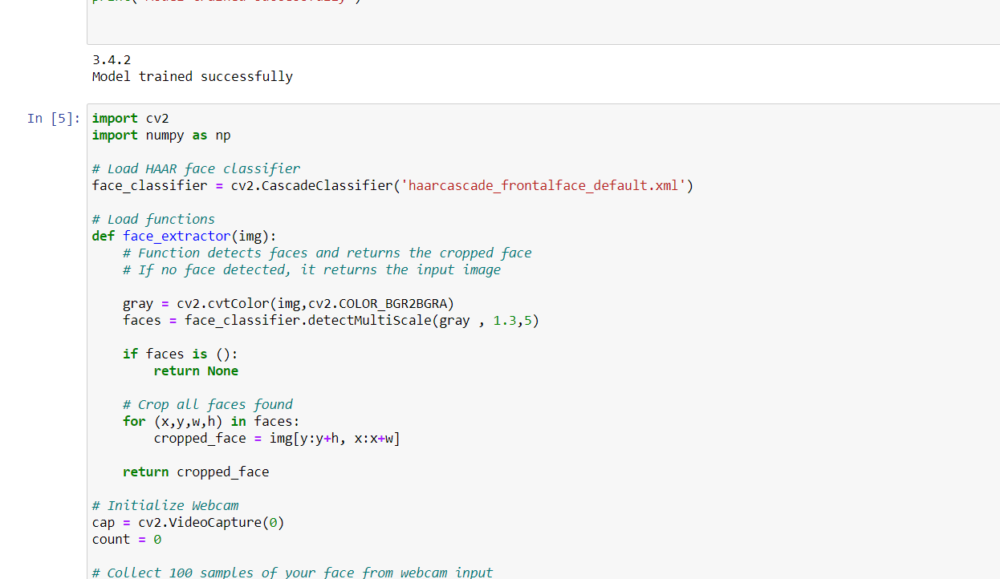 print("Model trained successfully")
3.4.2
Model trained successfully
In [5]:
import cv2
import numpy as np
# Load HAAR face classifier
face_classifier = cv2.CascadeClassifier('haarcascade_frontalface_default.xml')
# Load functions
def face_extractor(img):
# Function detects faces and returns the cropped face
# If no face detected, it returns the input image
gray = cv2.cvtColor(img,cv2.COLOR_BGR2BGRA)
faces = face_classifier.detectMultiScale(gray , 1.3,5)
if faces is ():
return None
# Crop all faces found
for (x,y,w,h) in faces:
cropped_face = img[y:y+h, x:x+w]
return cropped_face
# Initialize Webcam
cap = cv2.VideoCapture(0)
count = 0
# Collect 100 samples of your face from webcam input